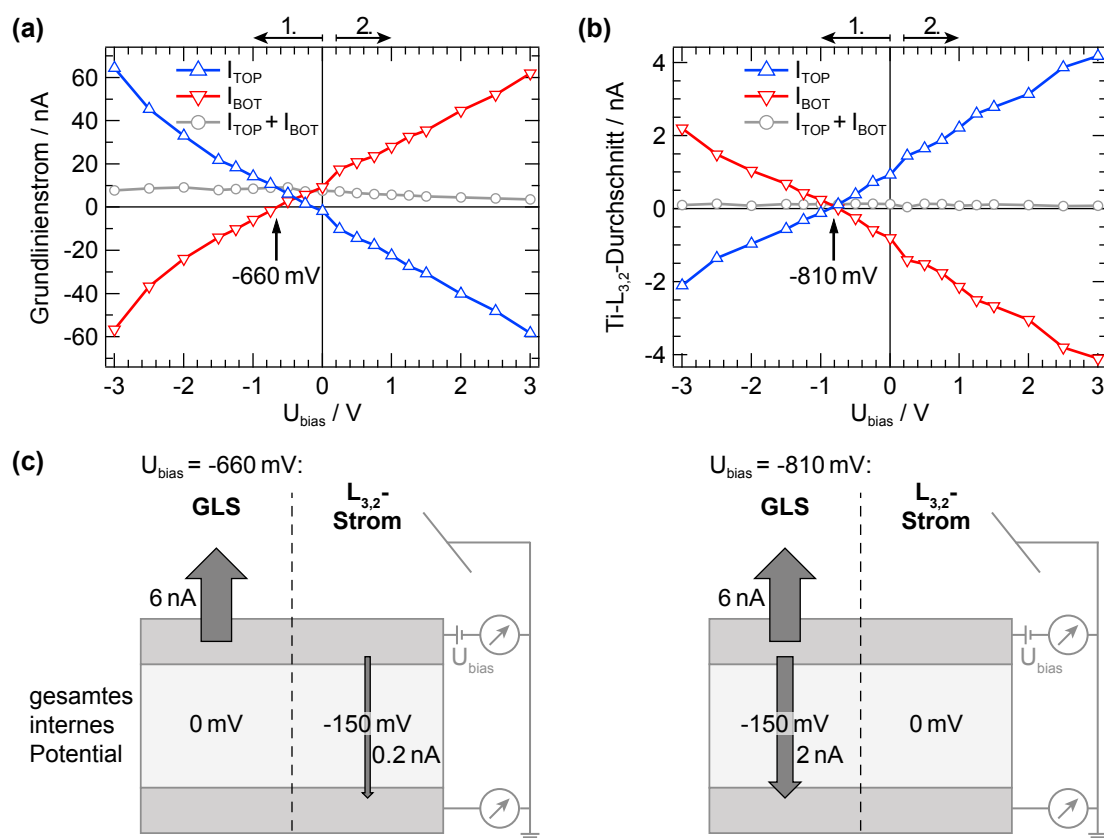 (a)
1.
2.
I_TOP
I_BOT
I_TOP + I_BOT
Grundlinienstrom / nA
60
40
20
0
-20
-40
-60
-660 mV
-3
-2
-1
0
1
2
3
U_bias / V
(b)
1.
2.
I_TOP
I_BOT
I_TOP + I_BOT
Ti-L_3,2-Durchschnitt / nA
4
2
0
-2
-4
-810 mV
-3
-2
-1
0
1
2
3
U_bias / V
(c)
U_bias = -660 mV:
GLS
L_3,2-
Strom
6 nA
U_bias
gesamtes
internes
Potential
0 mV
-150 mV
0.2 nA
U_bias = -810 mV:
GLS
L_3,2-
Strom
6 nA
U_bias
-150 mV
0 mV
2 nA